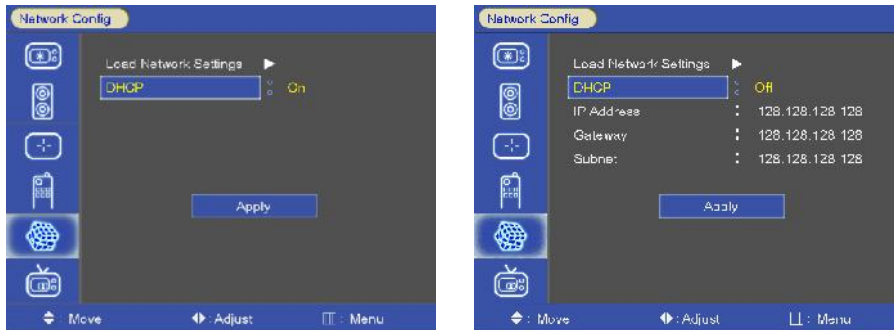 Network Config
Load Network Settings
DHCP : On
Apply
: Move : Adjust : Menu
Network Config
Load Network Settings
DHCP : Off
IP Address : 128.128.128.128
Gateway : 128.128.128.128
Subnet : 128.128.128.128
Apply
: Move : Adjust : Menu